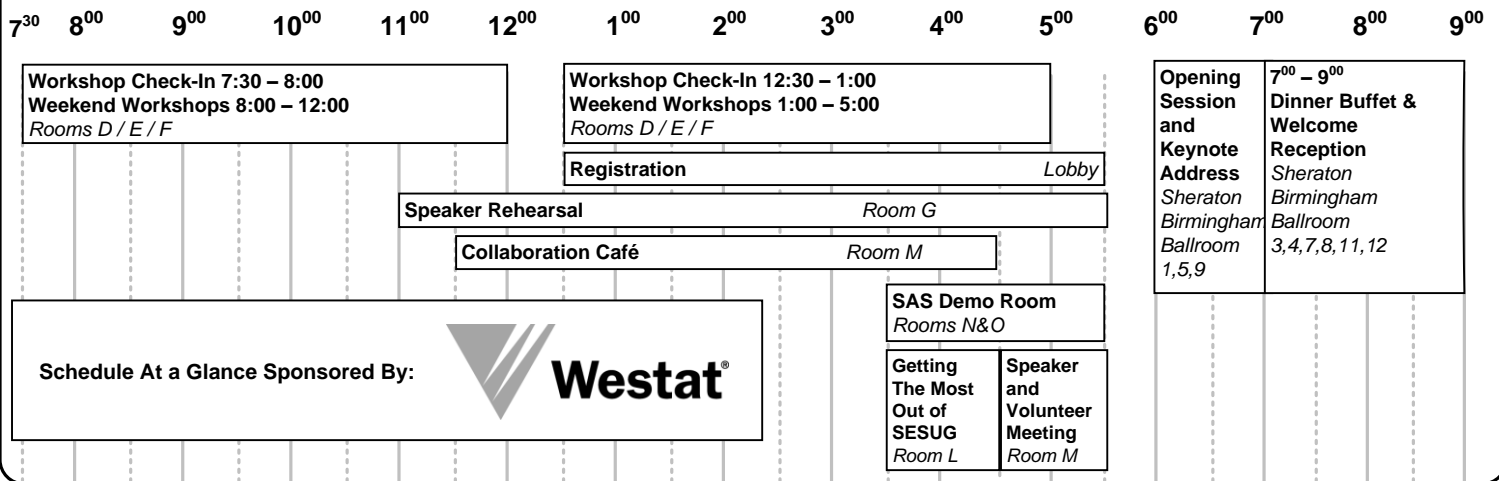 7³⁰ 8⁰⁰ 9⁰⁰ 10⁰⁰ 11⁰⁰ 12⁰⁰ 1⁰⁰ 2⁰⁰ 3⁰⁰ 4⁰⁰ 5⁰⁰ 6⁰⁰ 7⁰⁰ 8⁰⁰ 9⁰⁰
Workshop Check-In 7:30 – 8:00
Weekend Workshops 8:00 – 12:00
Rooms D / E / F
Workshop Check-In 12:30 – 1:00
Weekend Workshops 1:00 – 5:00
Rooms D / E / F
Registration Lobby
Speaker Rehearsal Room G
Collaboration Café Room M
SAS Demo Room
Rooms N&O
Getting
The Most
Out of
SESUG
Room L
Speaker
and
Volunteer
Meeting
Room M
Opening
Session
and
Keynote
Address
Sheraton
Birmingham
Ballroom
1,5,9
7⁰⁰ – 9⁰⁰
Dinner Buffet &
Welcome
Reception
Sheraton
Birmingham
Ballroom
3,4,7,8,11,12
Schedule At a Glance Sponsored By:
Westat®